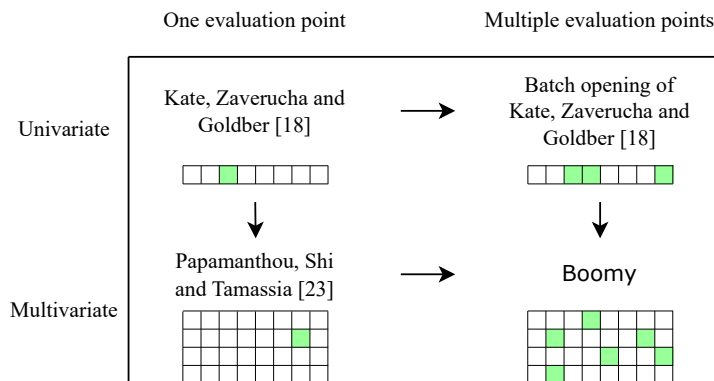 One evaluation point
Multiple evaluation points
Univariate
Kate, Zaverucha and
Goldber [18]
Batch opening of
Kate, Zaverucha and
Goldber [18]
Multivariate
Papamanthou, Shi
and Tamassia [23]
Boomy